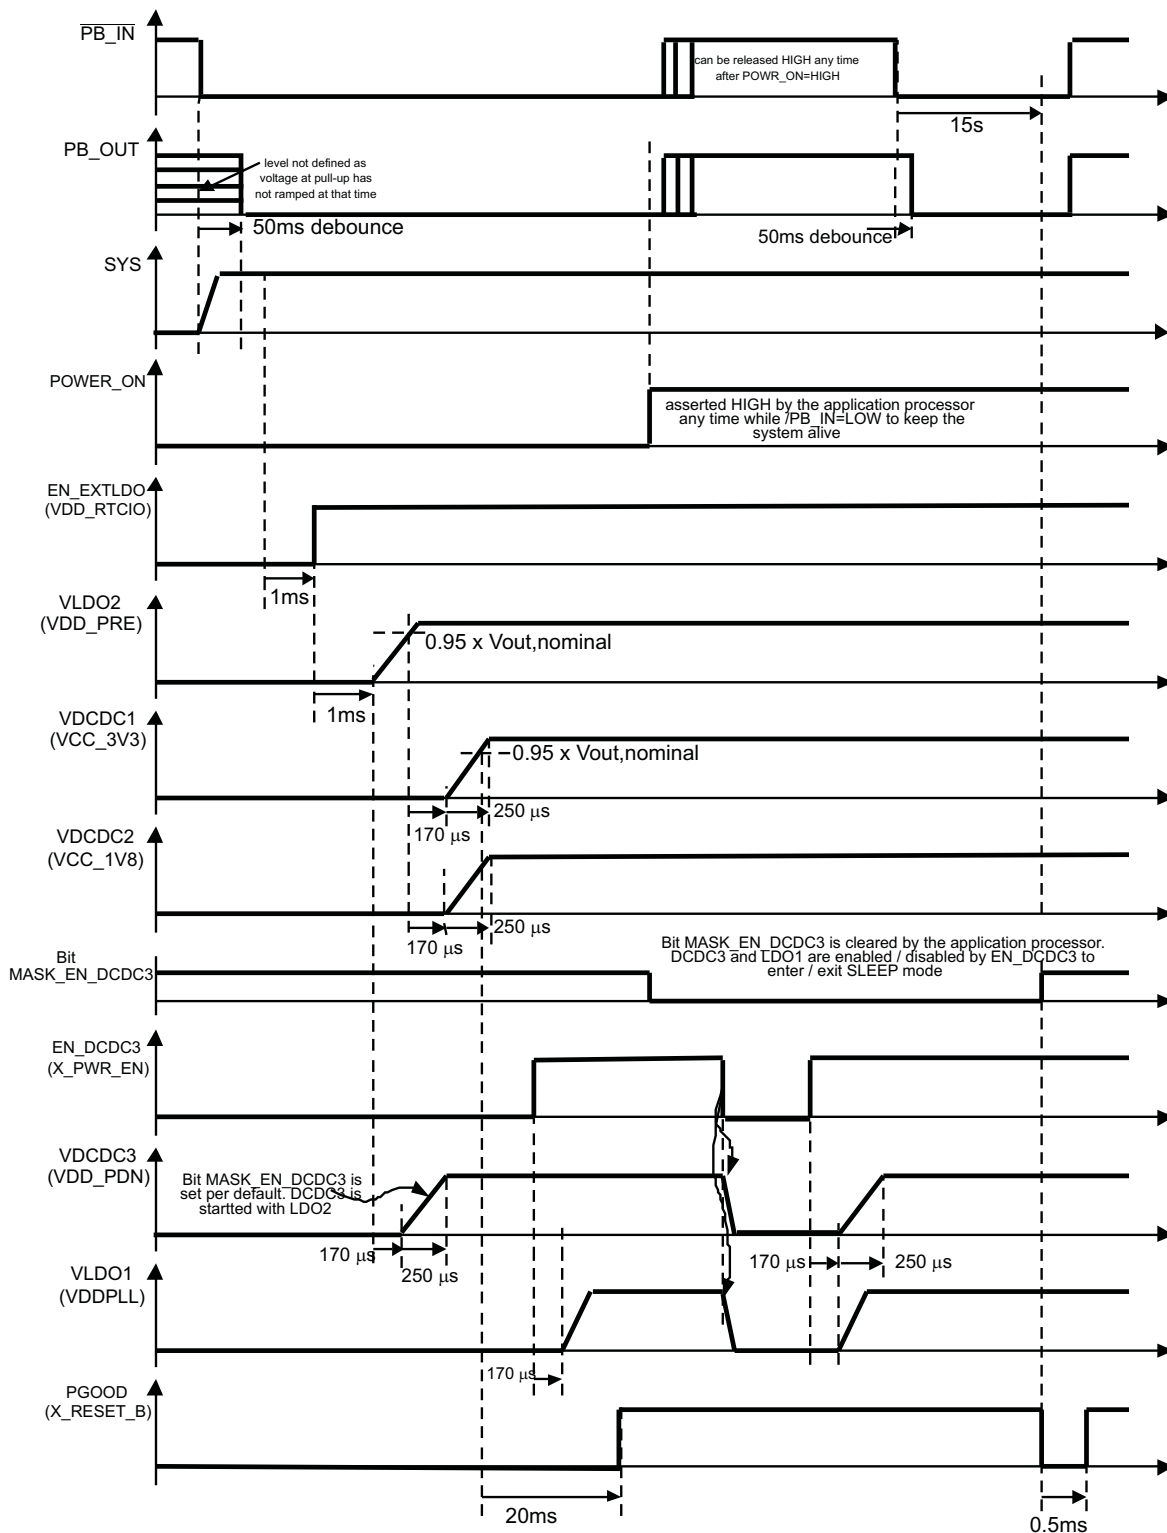 PB_IN
can be released HIGH any time
after POWR_ON=HIGH
15s
PB_OUT
level not defined as
voltage at pull-up has
not ramped at that time
50ms debounce
50ms debounce
SYS
POWER_ON
asserted HIGH by the application processor
any time while /PB_IN=LOW to keep the
system alive
EN_EXTLDO
(VDD_RTCIO)
1ms
VLDO2
(VDD_PRE)
0.95 x Vout,nominal
1ms
VDCDC1
(VCC_3V3)
0.95 x Vout,nominal
250 µs
170 µs
VDCDC2
(VCC_1V8)
250 µs
170 µs
Bit
MASK_EN_DCDC3
Bit MASK_EN_DCDC3 is cleared by the application processor.
DCDC3 and LDO1 are enabled / disabled by EN_DCDC3 to
enter / exit SLEEP mode
EN_DCDC3
(X_PWR_EN)
VDCDC3
(VDD_PDN)
Bit MASK_EN_DCDC3 is
set per default. DCDC3 is
startted with LDO2
170 µs
250 µs
170 µs
250 µs
VLDO1
(VDDPLL)
170 µs
PGOOD
(X_RESET_B)
20ms
0.5ms